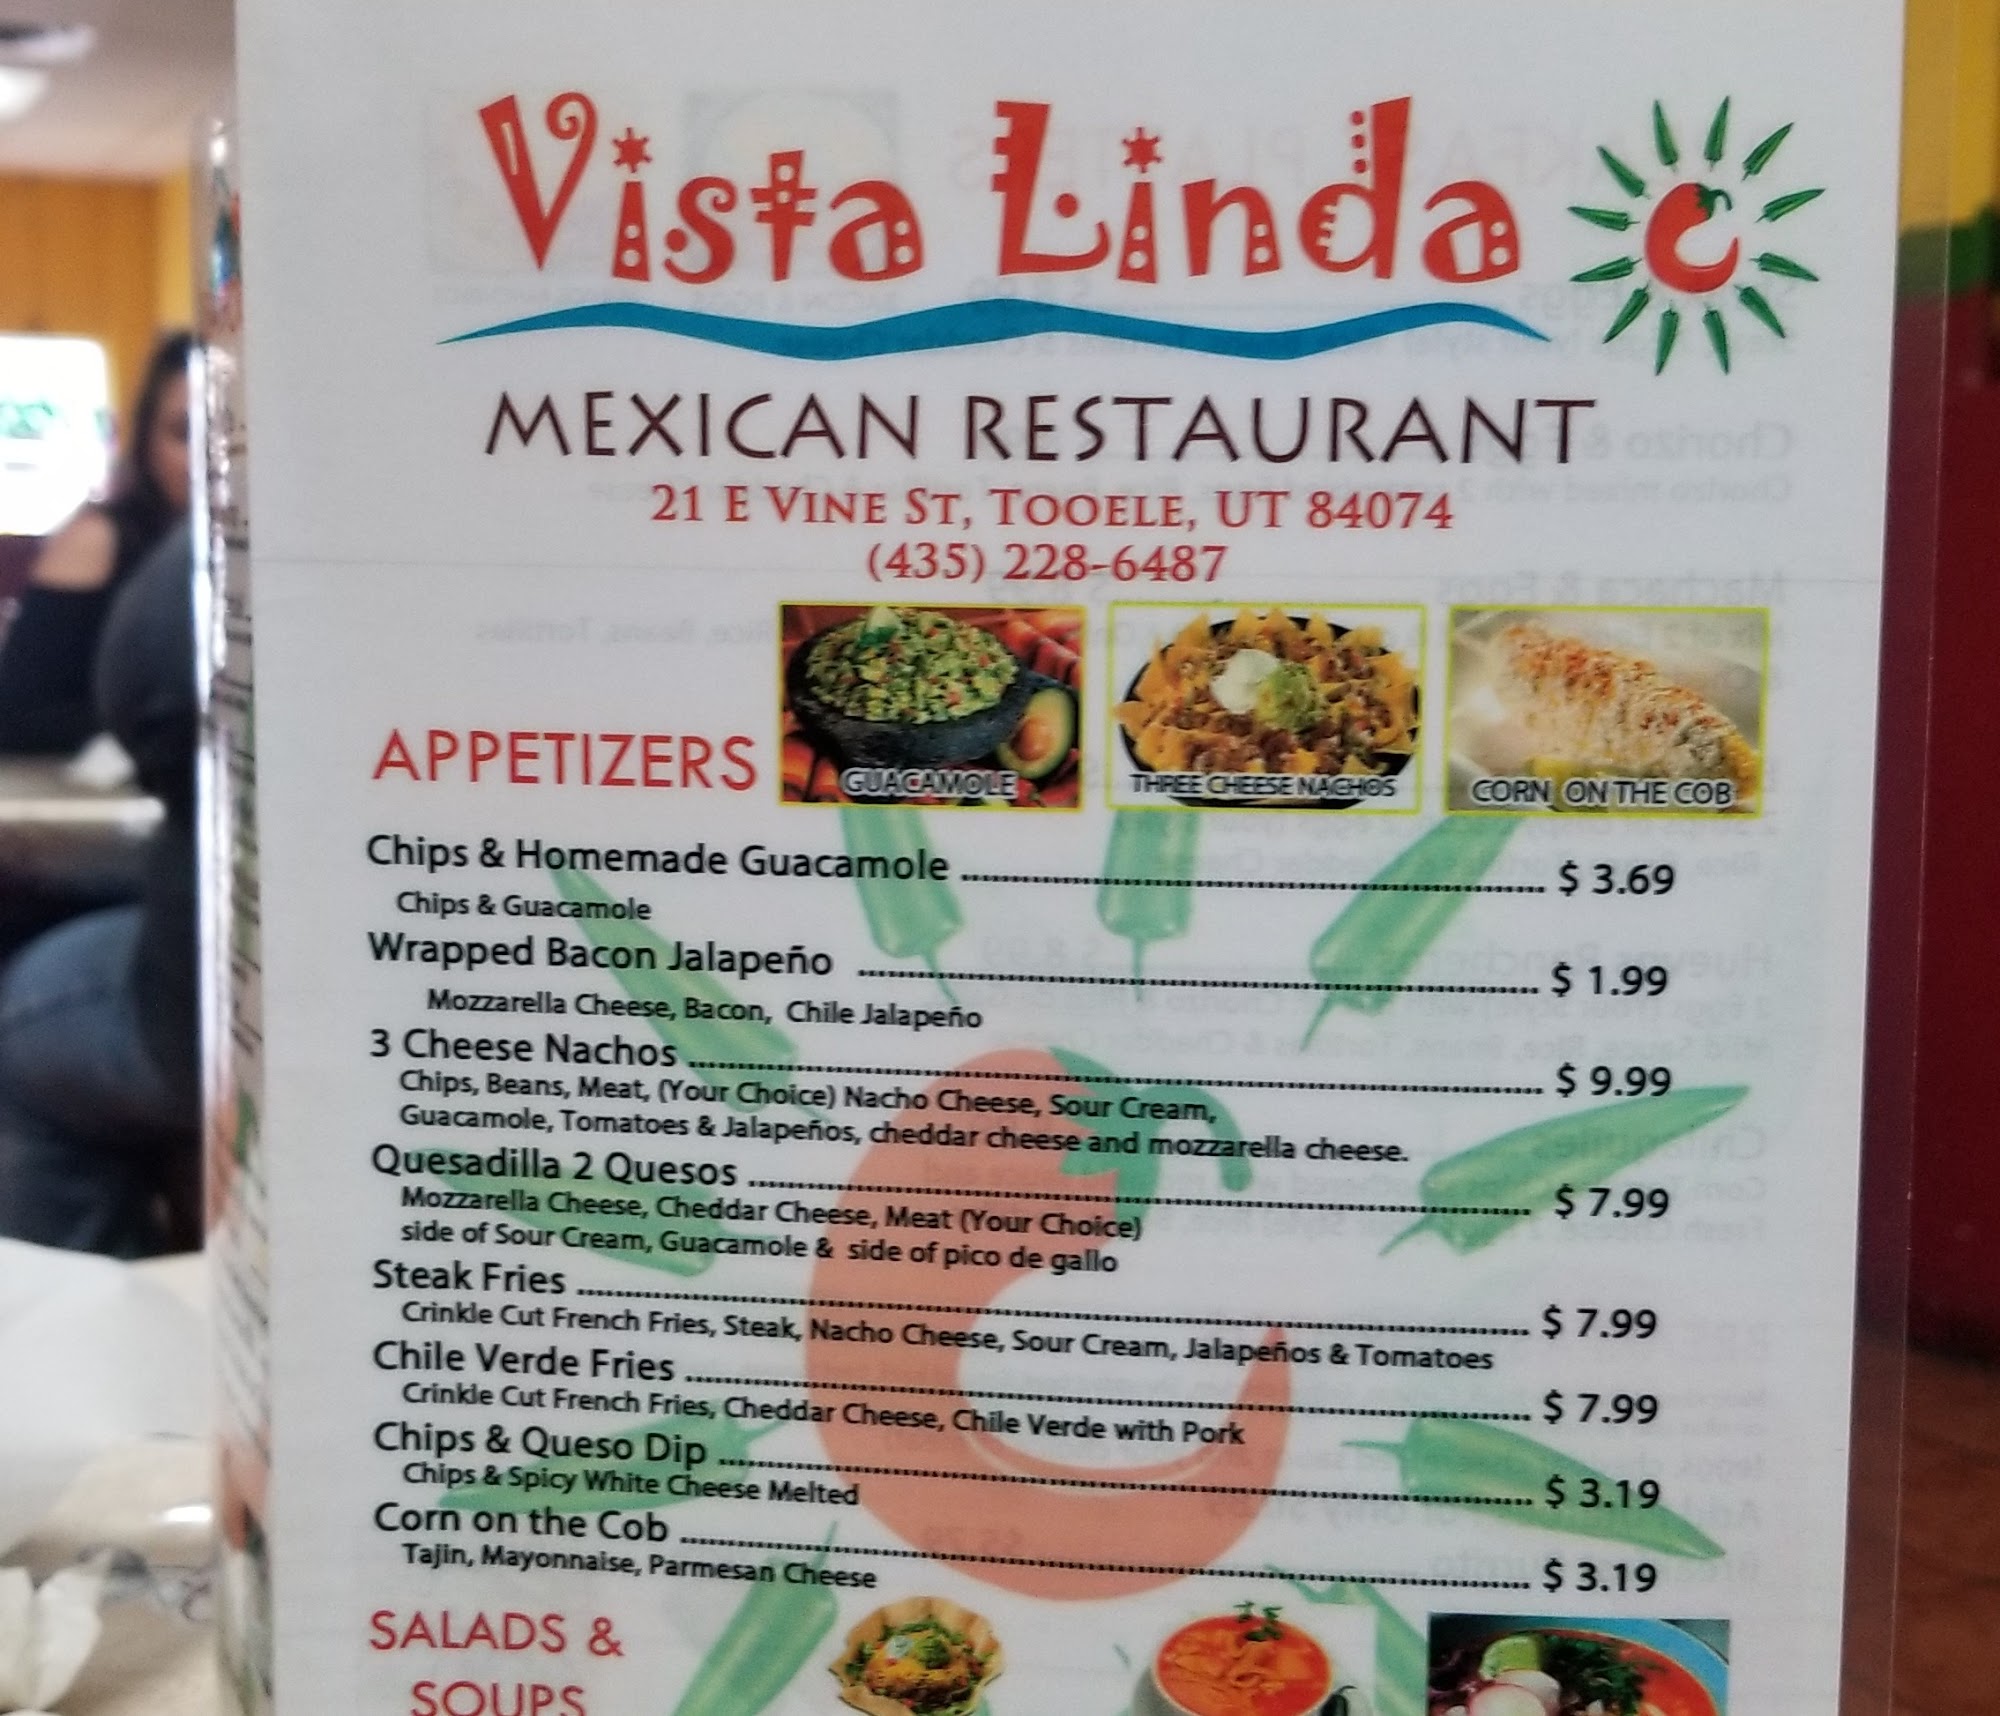 Vista Linda
MEXICAN RESTAURANT
21 E VINE ST, TOOELE, UT 84074
(435) 228-6487
GUACAMOLE
THREE CHEESE NACHOS
CORN ON THE COB
APPETIZERS
Chips & Homemade Guacamole $ 3.69
Chips & Guacamole
Wrapped Bacon Jalapeño $ 1.99
Mozzarella Cheese, Bacon, Chile Jalapeño
3 Cheese Nachos $ 9.99
Chips, Beans, Meat, (Your Choice) Nacho Cheese, Sour Cream,
Guacamole, Tomatoes & Jalapeños, cheddar cheese and mozzarella cheese.
Quesadilla 2 Quesos $ 7.99
Mozzarella Cheese, Cheddar Cheese, Meat (Your Choice)
side of Sour Cream, Guacamole & side of pico de gallo
Steak Fries $ 7.99
Crinkle Cut French Fries, Steak, Nacho Cheese, Sour Cream, Jalapeños & Tomatoes
Chile Verde Fries $ 7.99
Crinkle Cut French Fries, Cheddar Cheese, Chile Verde with Pork
Chips & Queso Dip $ 3.19
Chips & Spicy White Cheese Melted
Corn on the Cob $ 3.19
Tajin, Mayonnaise, Parmesan Cheese
SALADS &
SOUPS